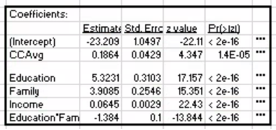 Coefficients:
Estimate Std. Errc z value Pr(>|z|)
(Intercept) -23.209 1.0497 -22.11 < 2e-16 ***
CCAvg 0.1864 0.0429 4.347 1.4E-05 ***
Education 5.3231 0.3103 17.157 < 2e-16 ***
Family 3.9085 0.2546 15.351 < 2e-16 ***
Income 0.0645 0.0029 22.43 < 2e-16 ***
Education*Fam -1.384 0.1 -13.844 < 2e-16 ***